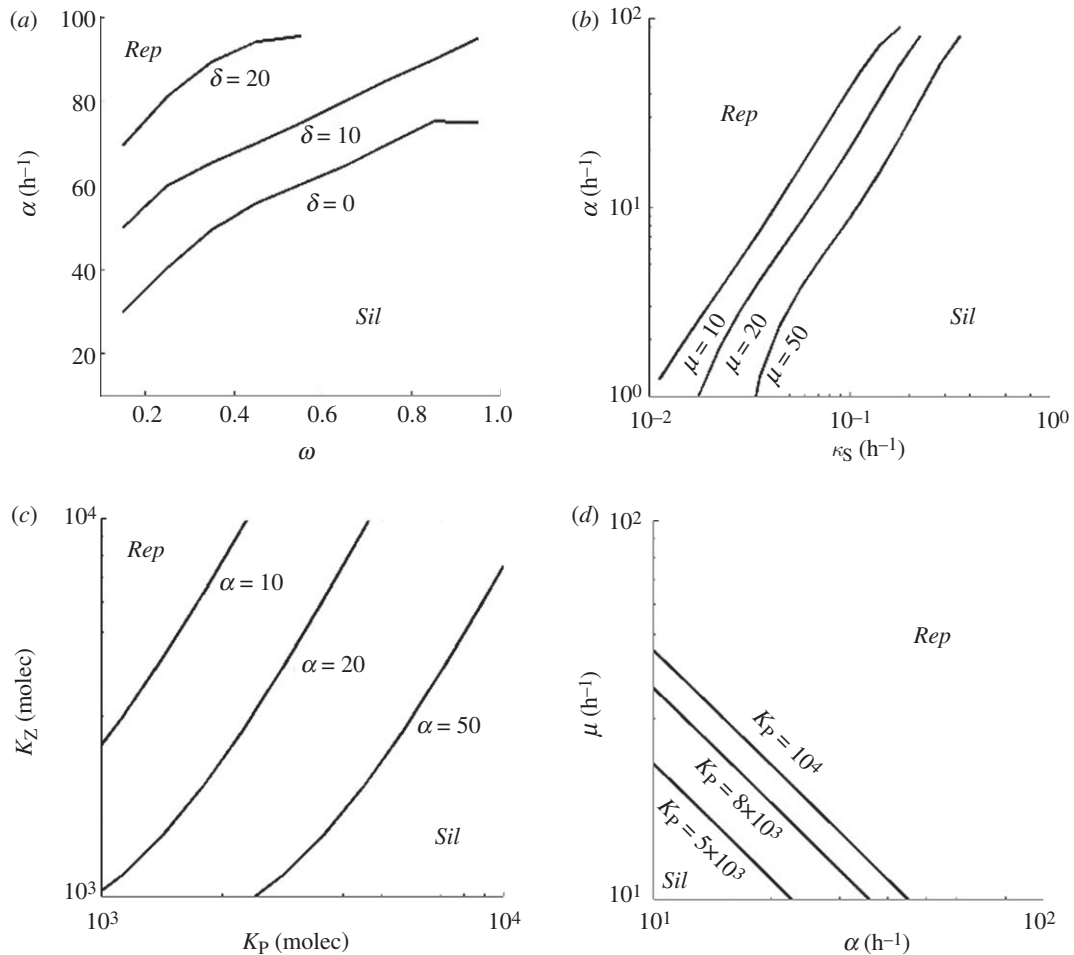 (a)
100
80
60
40
20
α (h⁻¹)
Rep
δ = 20
δ = 10
δ = 0
Sil
0.2 0.4 0.6 0.8 1.0
ω
(b)
10²
10¹
10⁰
α (h⁻¹)
Rep
μ = 10
μ = 20
μ = 50
Sil
10⁻² 10⁻¹ 10⁰
κS (h⁻¹)
(c)
10⁴
10³
KZ (molec)
Rep
α = 10
α = 20
α = 50
Sil
10³ 10⁴
KP (molec)
(d)
10²
10¹
μ (h⁻¹)
Rep
KP = 10⁴
KP = 8×10³
KP = 5×10³
Sil
10¹ 10²
α (h⁻¹)